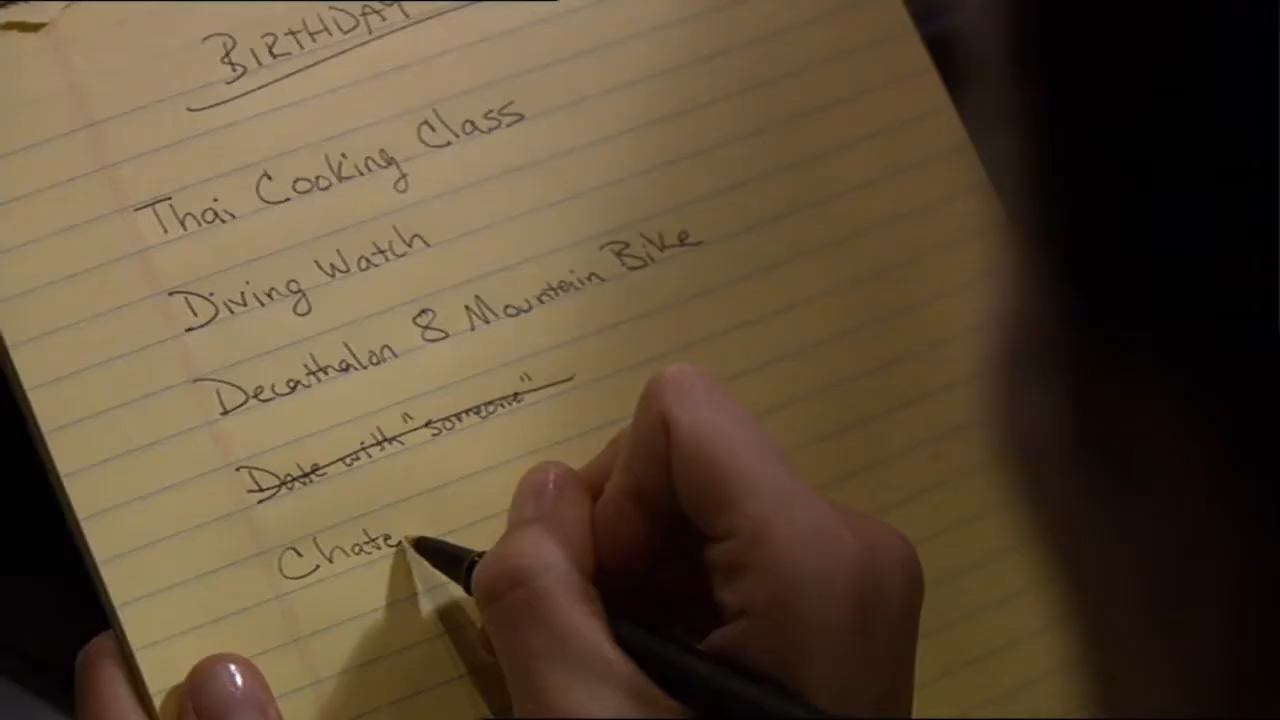 BIRTHDAY
Thai Cooking Class
Diving Watch
Decathalon 8 Mountain Bike
Date with "someone"
Chate